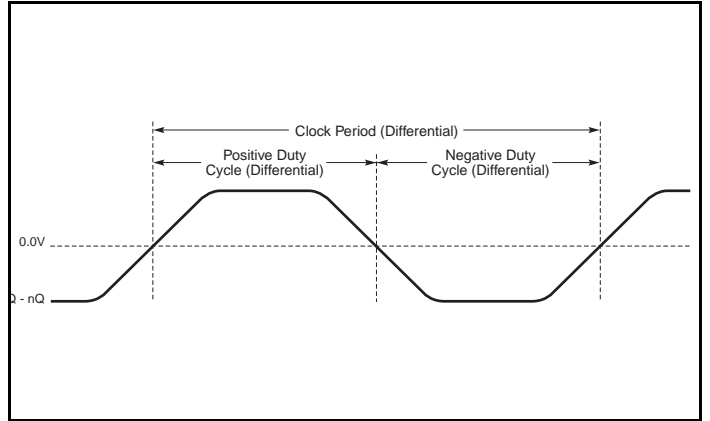 Clock Period (Differential)
Positive Duty
Cycle (Differential)
Negative Duty
Cycle (Differential)
0.0V
- nQ